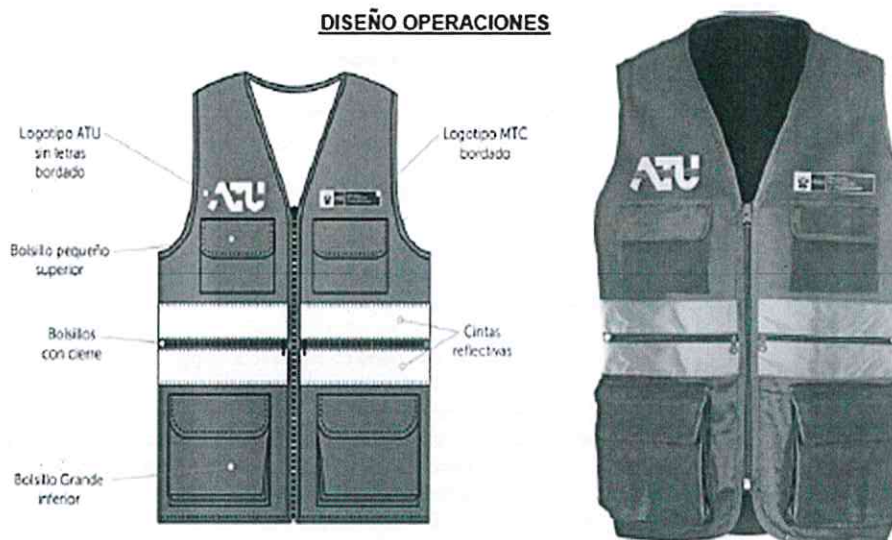 DISEÑO OPERACIONES
Logotipo ATU
sin letras
bordado
Logotipo MTC
bordado
ATU
ATU
Bolsillo pequeño
superior
Bolsillos
con cierre
Cintas
reflectivas
Bolsillo Grande
inferior